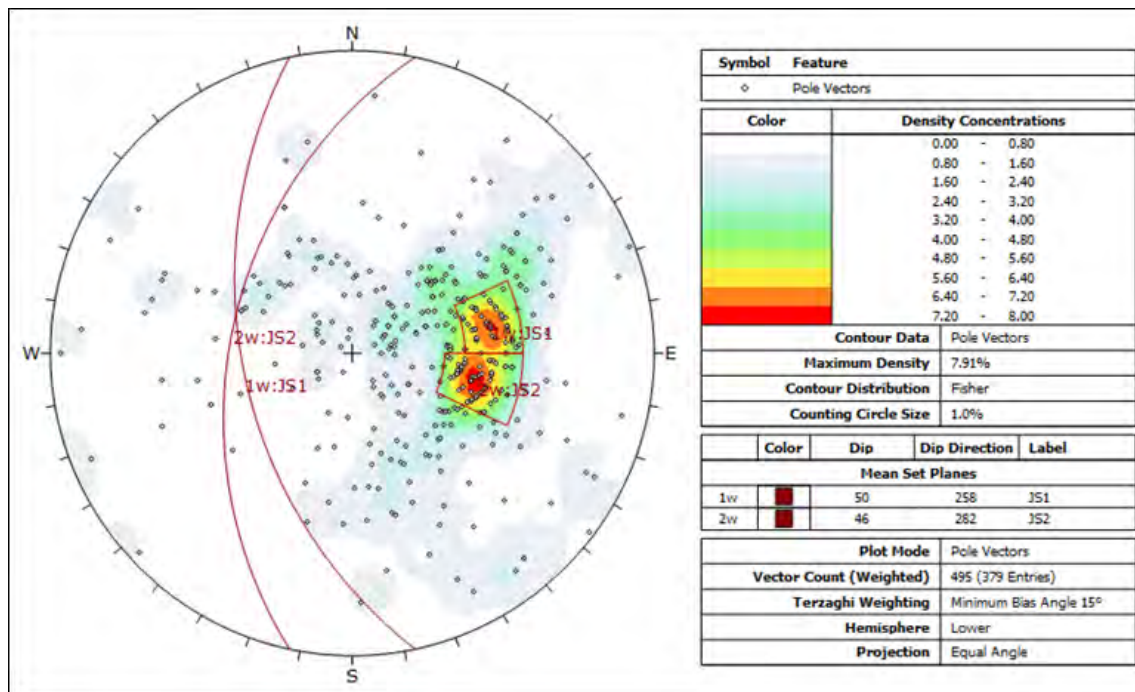 N
W
E
S
2w:JS2
1w:JS1
1w:JS1
2w:JS2
Symbol Feature
Pole Vectors
Color Density Concentrations
0.00 - 0.80
0.80 - 1.60
1.60 - 2.40
2.40 - 3.20
3.20 - 4.00
4.00 - 4.80
4.80 - 5.60
5.60 - 6.40
6.40 - 7.20
7.20 - 8.00
Contour Data Pole Vectors
Maximum Density 7.91%
Contour Distribution Fisher
Counting Circle Size 1.0%
Color Dip Dip Direction Label
Mean Set Planes
1w 50 258 JS1
2w 46 282 JS2
Plot Mode Pole Vectors
Vector Count (Weighted) 495 (379 Entries)
Terzaghi Weighting Minimum Bias Angle 15º
Hemisphere Lower
Projection Equal Angle